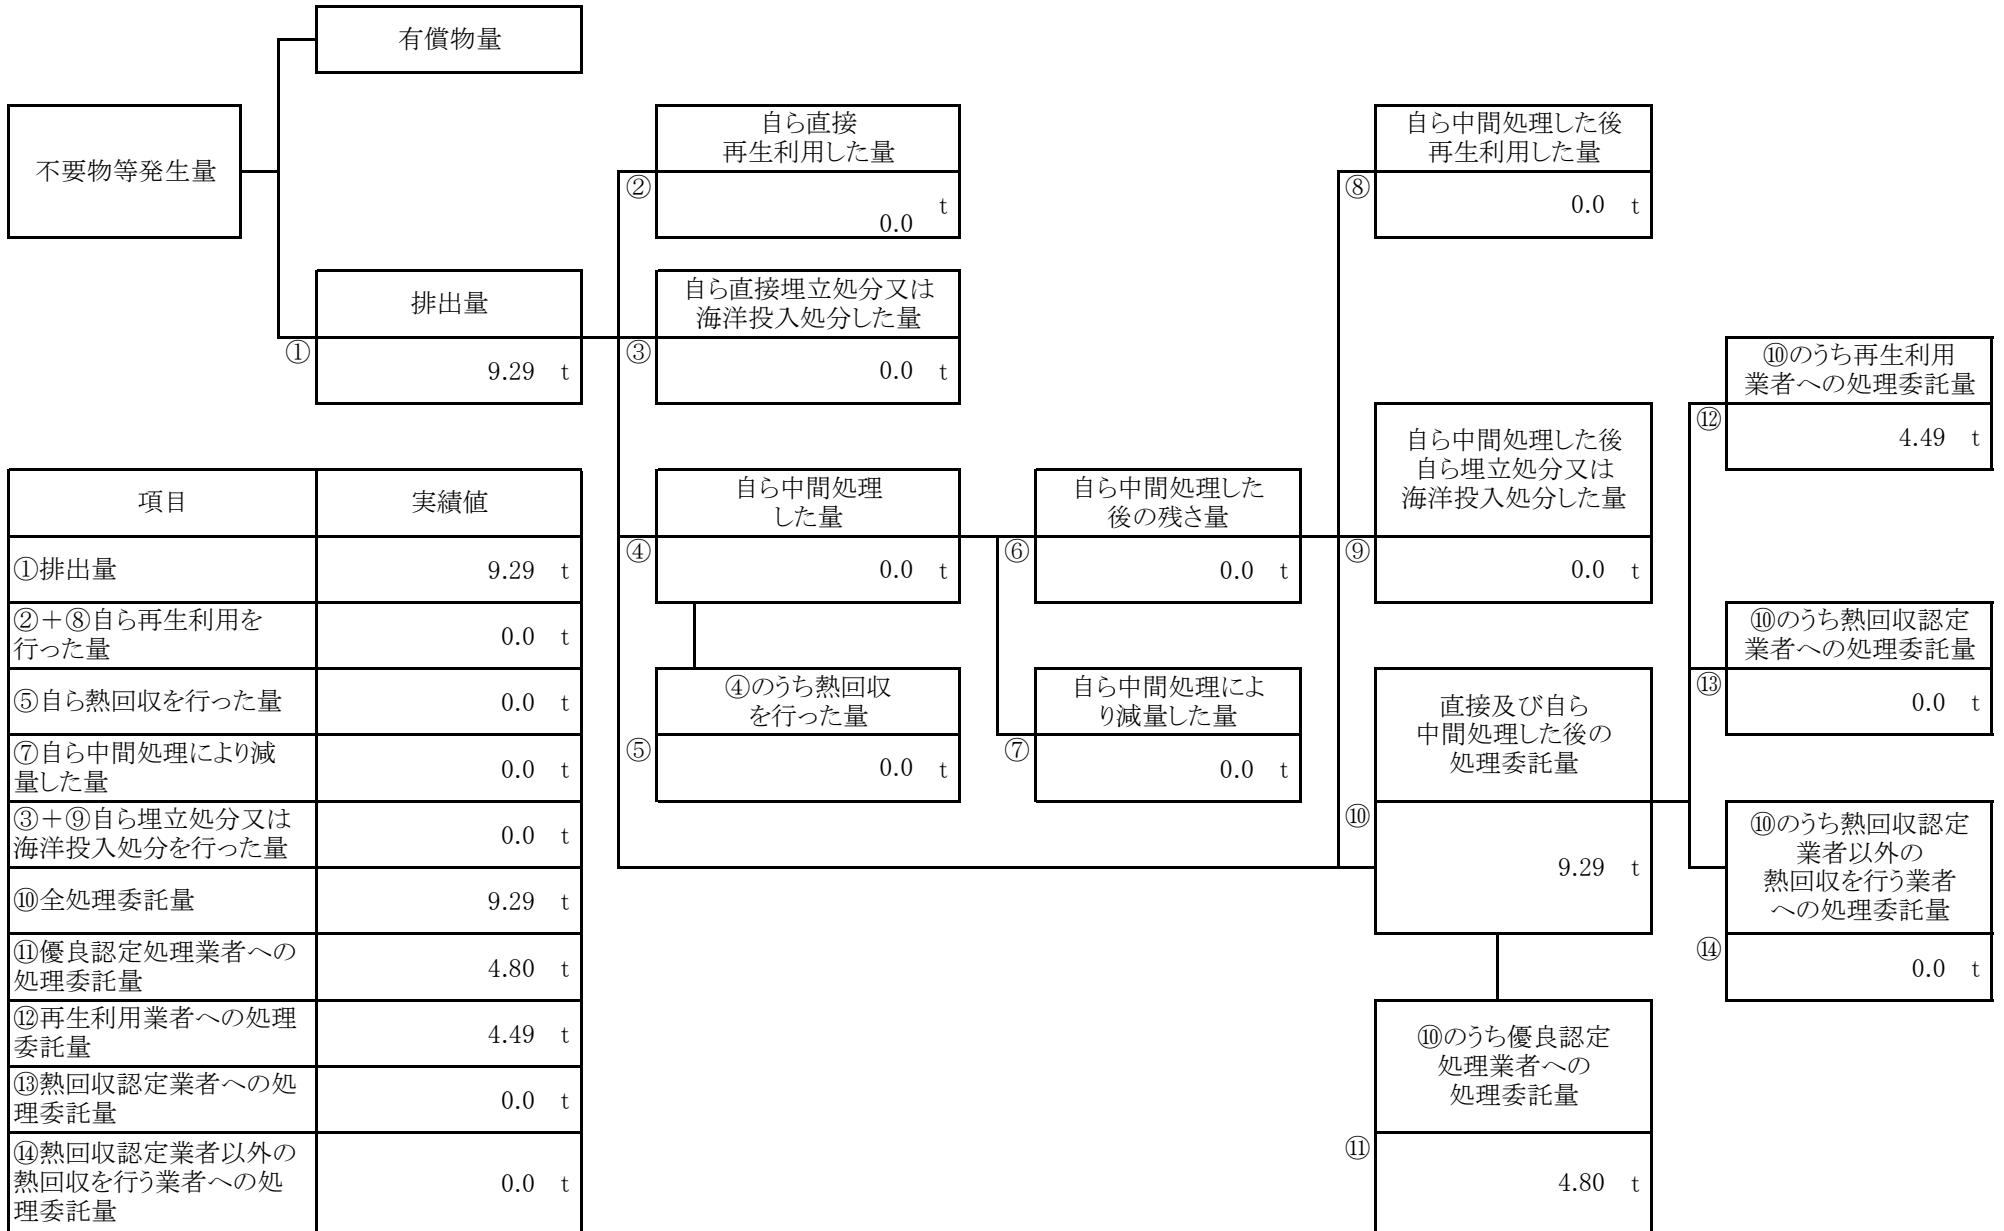 有償物量
不要物等発生量
排出量
①
9.29 t
自ら直接
再生利用した量
②
t
0.0
自ら直接埋立処分又は
海洋投入処分した量
③
0.0 t
自ら中間処理
した量
④
0.0 t
④のうち熱回収
を行った量
⑤
0.0 t
自ら中間処理した
後の残さ量
⑥
0.0 t
自ら中間処理によ
り減量した量
⑦
0.0 t
自ら中間処理した後
再生利用した量
⑧
0.0 t
自ら中間処理した後
自ら埋立処分又は
海洋投入処分した量
⑨
0.0 t
直接及び自ら
中間処理した後の
処理委託量
⑩
9.29 t
⑩のうち優良認定
処理業者への
処理委託量
⑪
4.80 t
⑩のうち再生利用
業者への処理委託量
⑫
4.49 t
⑩のうち熱回収認定
業者への処理委託量
⑬
0.0 t
⑩のうち熱回収認定
業者以外の
熱回収を行う業者
への処理委託量
⑭
0.0 t
項目 実績値
①排出量 9.29 t
②+⑧自ら再生利用を
行った量 0.0 t
⑤自ら熱回収を行った量 0.0 t
⑦自ら中間処理により減
量した量 0.0 t
③+⑨自ら埋立処分又は
海洋投入処分を行った量 0.0 t
⑩全処理委託量 9.29 t
⑪優良認定処理業者への
処理委託量 4.80 t
⑫再生利用業者への処理
委託量 4.49 t
⑬熱回収認定業者への処
理委託量 0.0 t
⑭熱回収認定業者以外の
熱回収を行う業者への処
理委託量 0.0 t